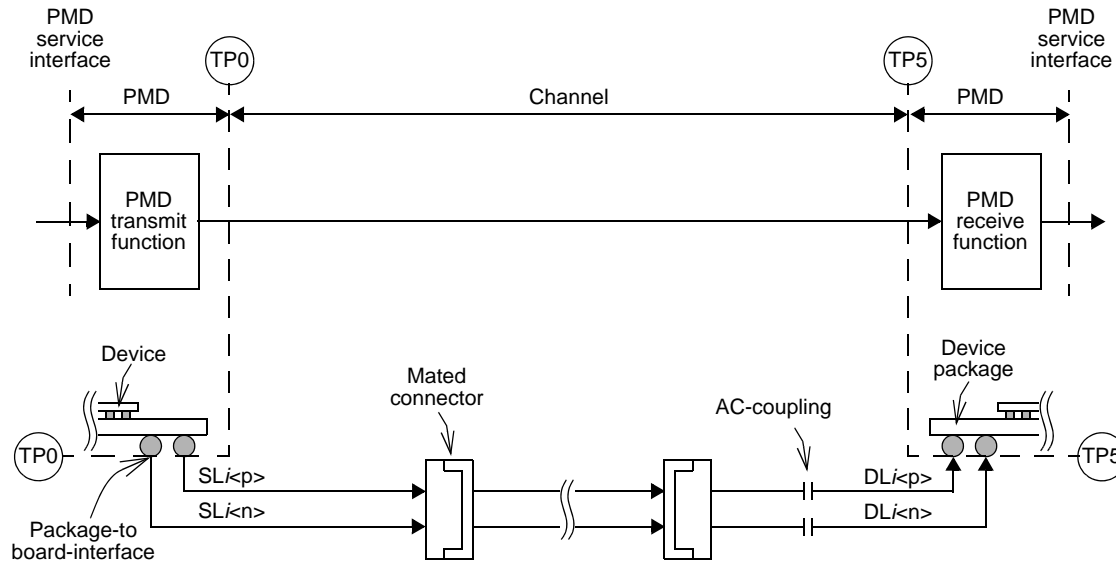 PMD
service
interface
TP0
TP5
PMD
service
interface
PMD
Channel
PMD
PMD
transmit
function
PMD
receive
function
Device
Mated
connector
AC-coupling
Device
package
TP0
TP5
SLi<p>
DLi<p>
SLi<n>
DLi<n>
Package-to
board-interface